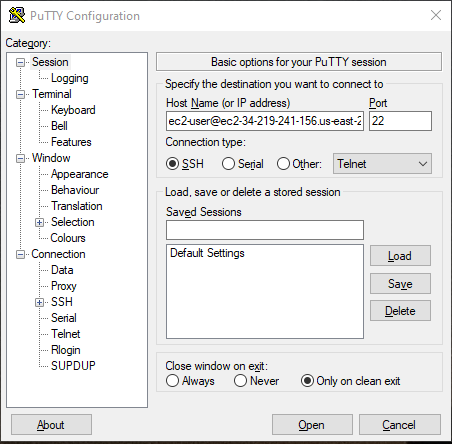 PuTTY Configuration
Category:
Session
Logging
Terminal
Keyboard
Bell
Features
Window
Appearance
Behaviour
Translation
Selection
Colours
Connection
Data
Proxy
SSH
Serial
Telnet
Rlogin
SUPDUP
Basic options for your PuTTY session
Specify the destination you want to connect to
Host Name (or IP address) Port
ec2-user@ec2-34-219-241-156.us-east-2 22
Connection type:
SSH Serial Other: Telnet
Load, save or delete a stored session
Saved Sessions
Default Settings
Load
Save
Delete
Close window on exit:
Always Never Only on clean exit
About Open Cancel